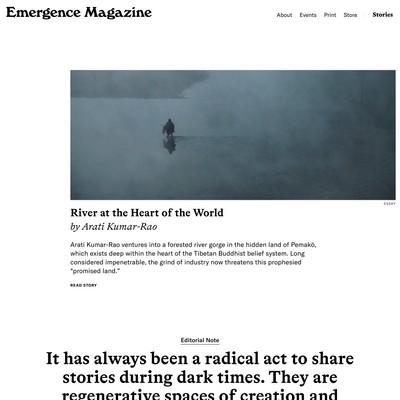 Emergence Magazine
About Events Print Store Stories
ESSAY
River at the Heart of the World
by Arati Kumar-Rao
Arati Kumar-Rao ventures into a forested river gorge in the hidden land of Pemakö,
which exists deep within the heart of the Tibetan Buddhist belief system. Long
considered impenetrable, the grind of industry now threatens this prophesied
“promised land.”
READ STORY
Editorial Note
It has always been a radical act to share
stories during dark times. They are
regenerative spaces of creation and